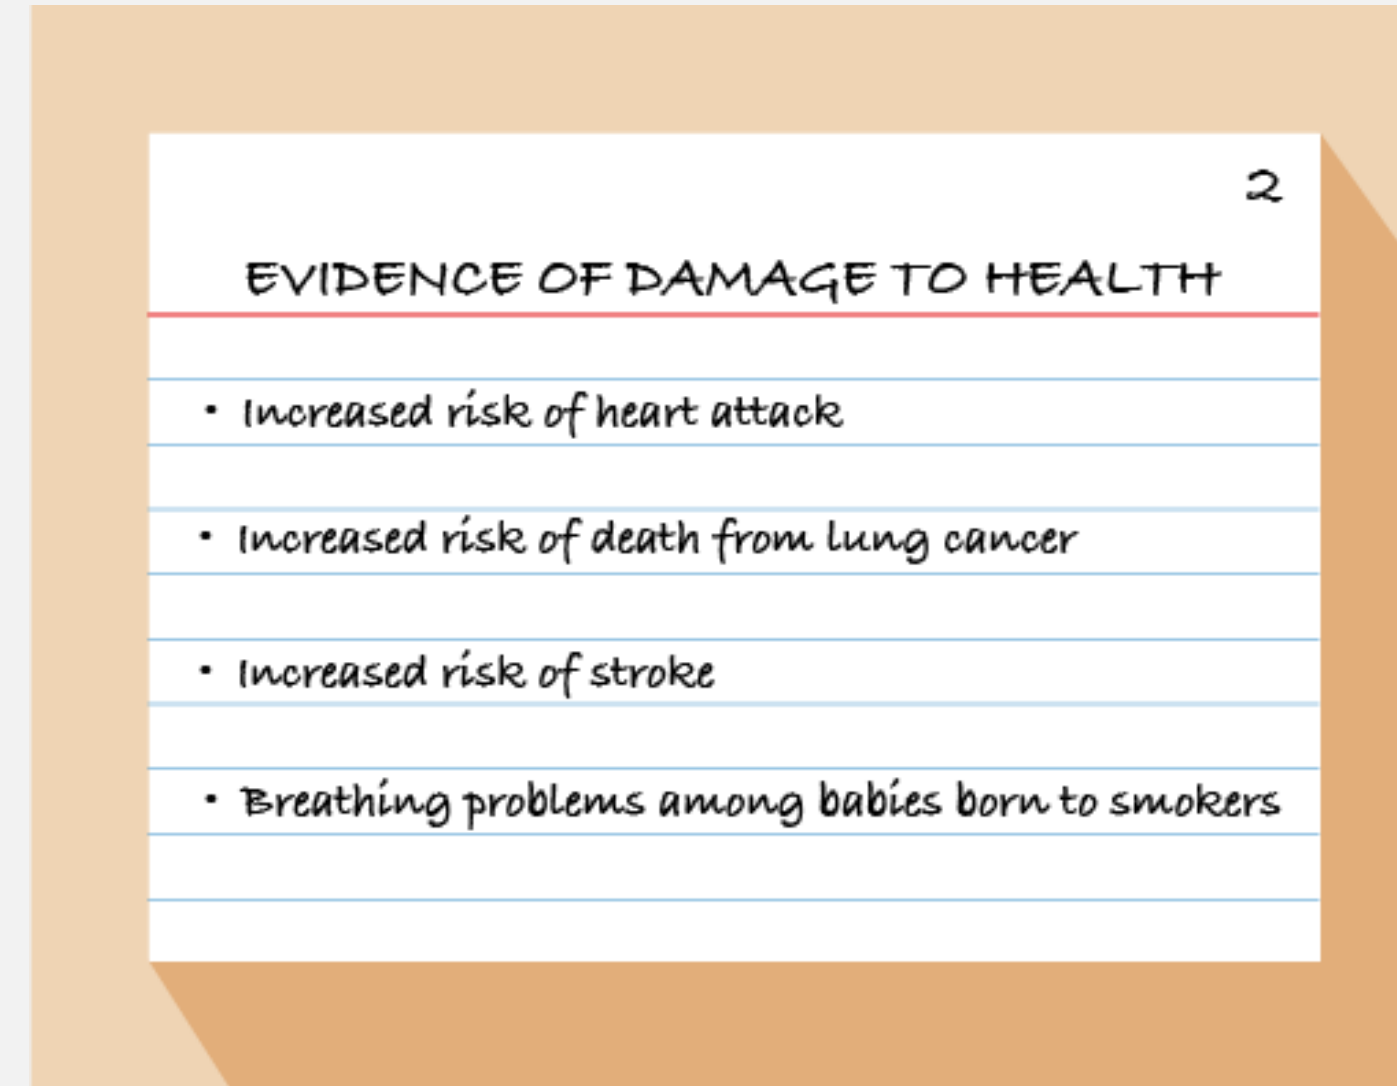 2
EVIDENCE OF DAMAGE TO HEALTH
• Increased risk of heart attack
• Increased risk of death from lung cancer
• Increased risk of stroke
• Breathing problems among babies born to smokers